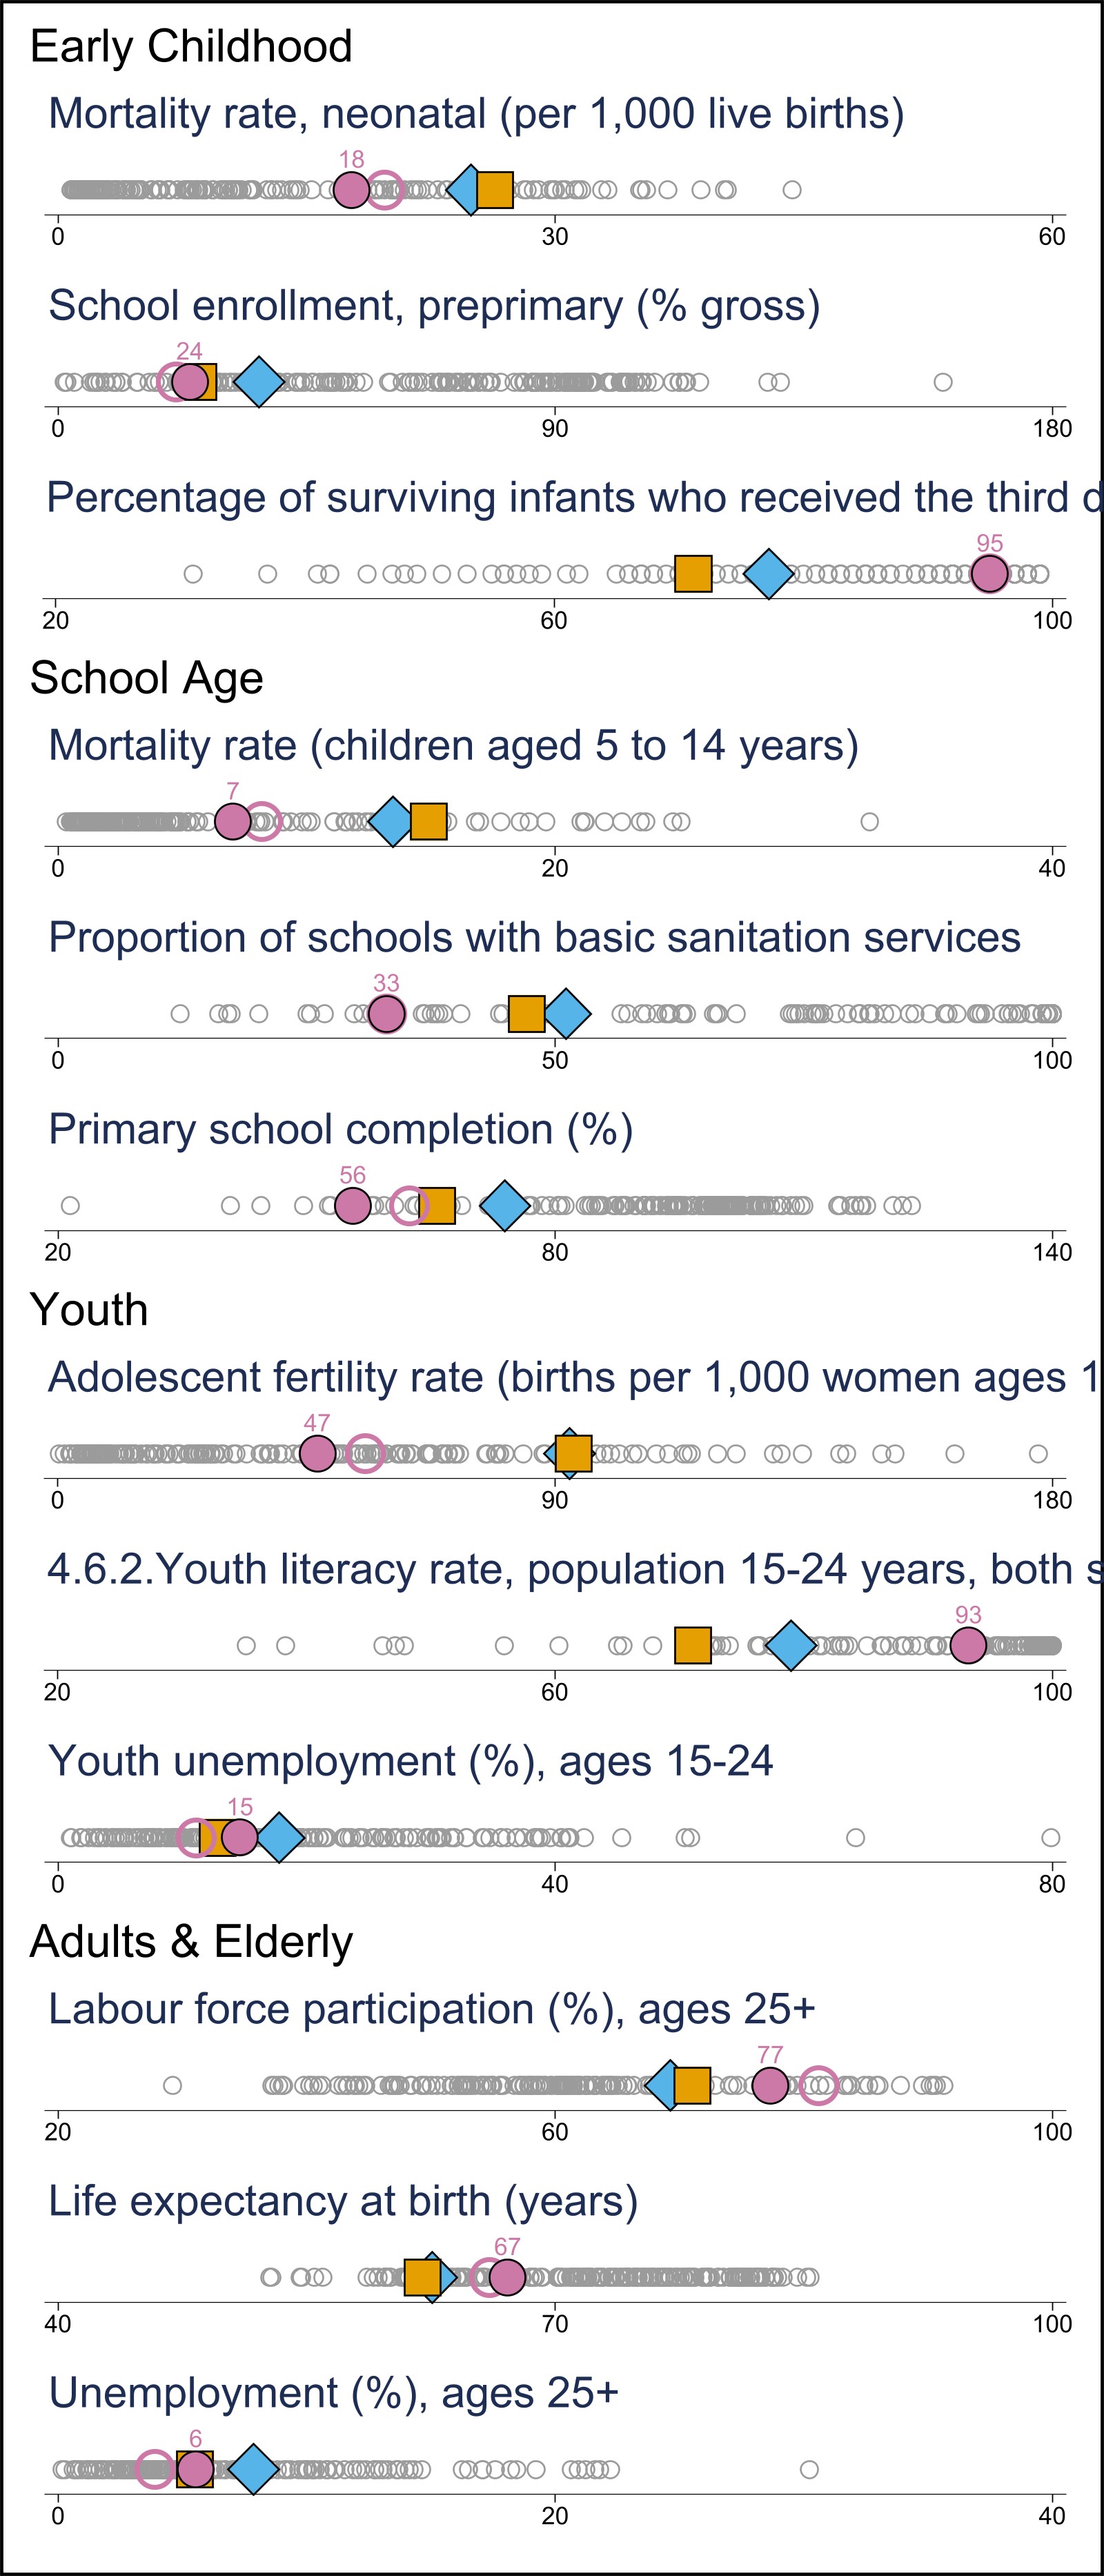 Early Childhood
Mortality rate, neonatal (per 1,000 live births)
18
0 30 60
School enrollment, preprimary (% gross)
24
0 90 180
Percentage of surviving infants who received the third d
95
20 60 100
School Age
Mortality rate (children aged 5 to 14 years)
7
0 20 40
Proportion of schools with basic sanitation services
33
0 50 100
Primary school completion (%)
56
20 80 140
Youth
Adolescent fertility rate (births per 1,000 women ages 1
47
0 90 180
4.6.2.Youth literacy rate, population 15-24 years, both s
93
20 60 100
Youth unemployment (%), ages 15-24
15
0 40 80
Adults & Elderly
Labour force participation (%), ages 25+
77
20 60 100
Life expectancy at birth (years)
67
40 70 100
Unemployment (%), ages 25+
6
0 20 40